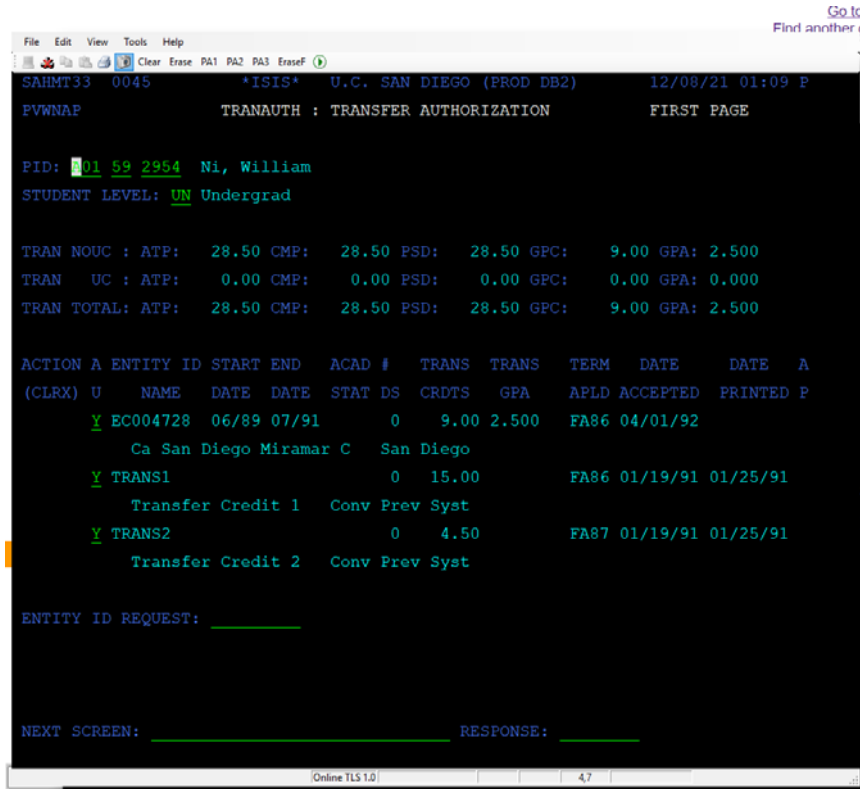 Go to
Find another
File Edit View Tools Help
Clear Erase PA1 PA2 PA3 EraseF
SAHMT33 0045 *ISIS* U.C. SAN DIEGO (PROD DB2) 12/08/21 01:09 P
PVWNAP TRANAUTH : TRANSFER AUTHORIZATION FIRST PAGE
PID: A01 59 2954 Ni, William
STUDENT LEVEL: UN Undergrad
TRAN NOUC : ATP: 28.50 CMP: 28.50 PSD: 28.50 GPC: 9.00 GPA: 2.500
TRAN UC : ATP: 0.00 CMP: 0.00 PSD: 0.00 GPC: 0.00 GPA: 0.000
TRAN TOTAL: ATP: 28.50 CMP: 28.50 PSD: 28.50 GPC: 9.00 GPA: 2.500
ACTION A ENTITY ID START END ACAD # TRANS TRANS TERM DATE DATE A
(CLRX) U NAME DATE DATE STAT DS CRDTS GPA APLD ACCEPTED PRINTED P
Y EC004728 06/89 07/91 0 9.00 2.500 FA86 04/01/92
Ca San Diego Miramar C San Diego
Y TRANS1 0 15.00 FA86 01/19/91 01/25/91
Transfer Credit 1 Conv Prev Syst
Y TRANS2 0 4.50 FA87 01/19/91 01/25/91
Transfer Credit 2 Conv Prev Syst
ENTITY ID REQUEST:
NEXT SCREEN: RESPONSE:
Online TLS 1.0 4,7